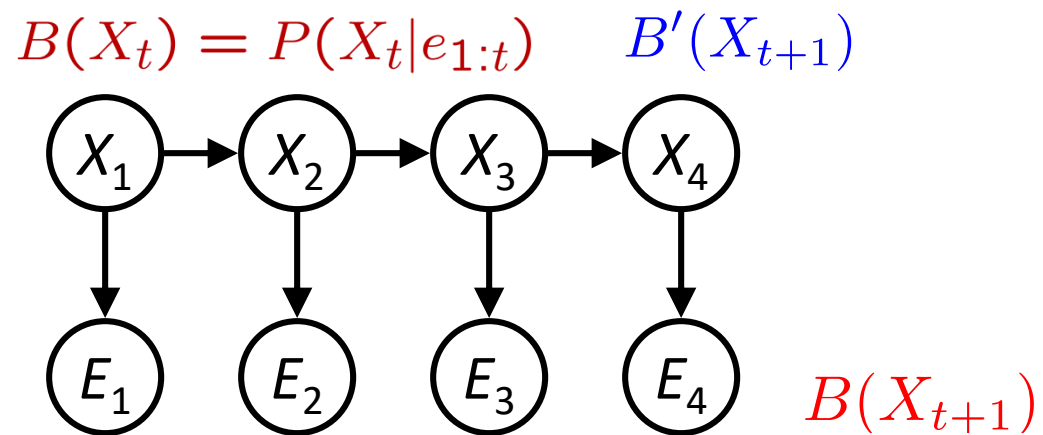 B(X_t) = P(X_t|e_{1:t}) B'(X_{t+1})
X_1 X_2 X_3 X_4
E_1 E_2 E_3 E_4
B(X_{t+1})